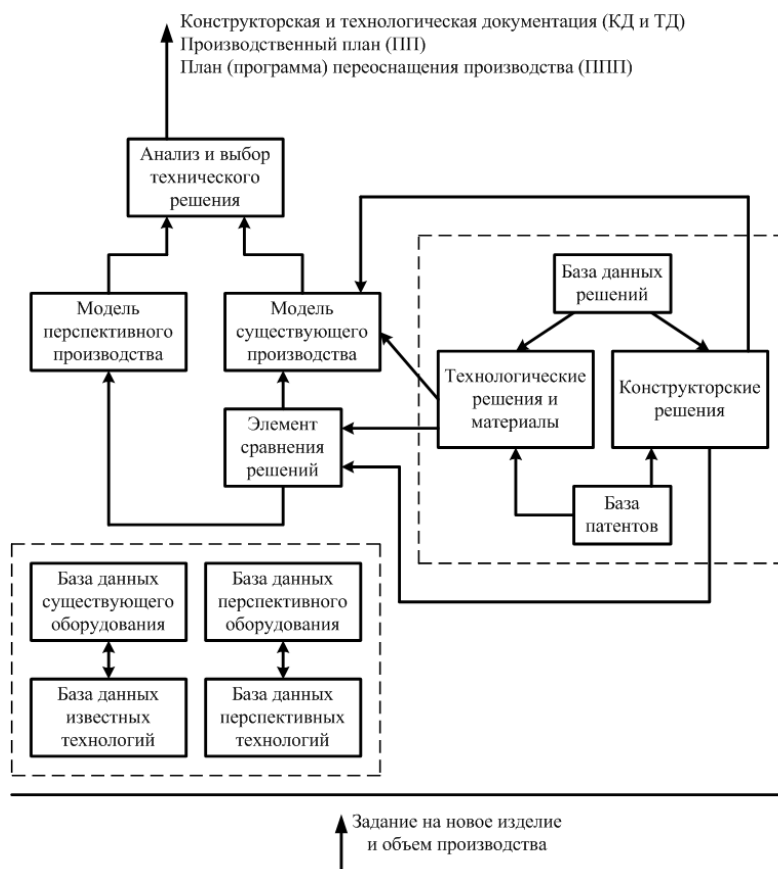 Конструкторская и технологическая документация (КД и ТД)
Производственный план (ПП)
План (программа) переоснащения производства (ППП)
Анализ и выбор
технического
решения
Модель
перспективного
производства
Модель
существующего
производства
База данных
решений
Технологические
решения и
материалы
Конструкторские
решения
Элемент
сравнения
решений
База
патентов
База данных
существующего
оборудования
База данных
перспективного
оборудования
База данных
известных
технологий
База данных
перспективных
технологий
Задание на новое изделие
и объем производства